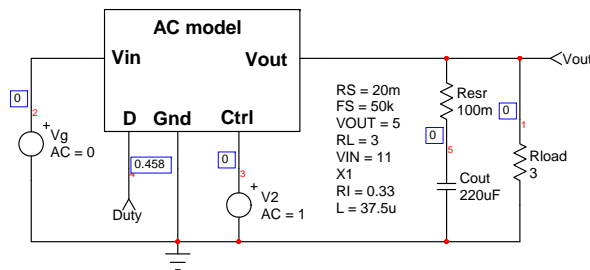 AC model
Vin
Vout
Vout
0
2
+
Vg
AC = 0
D
Gnd
Ctrl
0.458
4
Duty
0
3
+
V2
AC = 1
RS = 20m
FS = 50k
VOUT = 5
RL = 3
VIN = 11
X1
RI = 0.33
L = 37.5u
Resr
100m
0
5
Cout
220uF
0
1
Rload
3